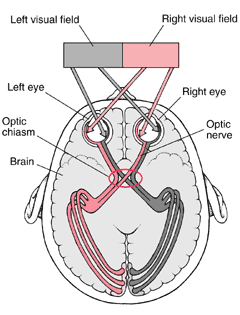 Left visual field
Right visual field
Left eye
Right eye
Optic
chiasm
Optic
nerve
Brain